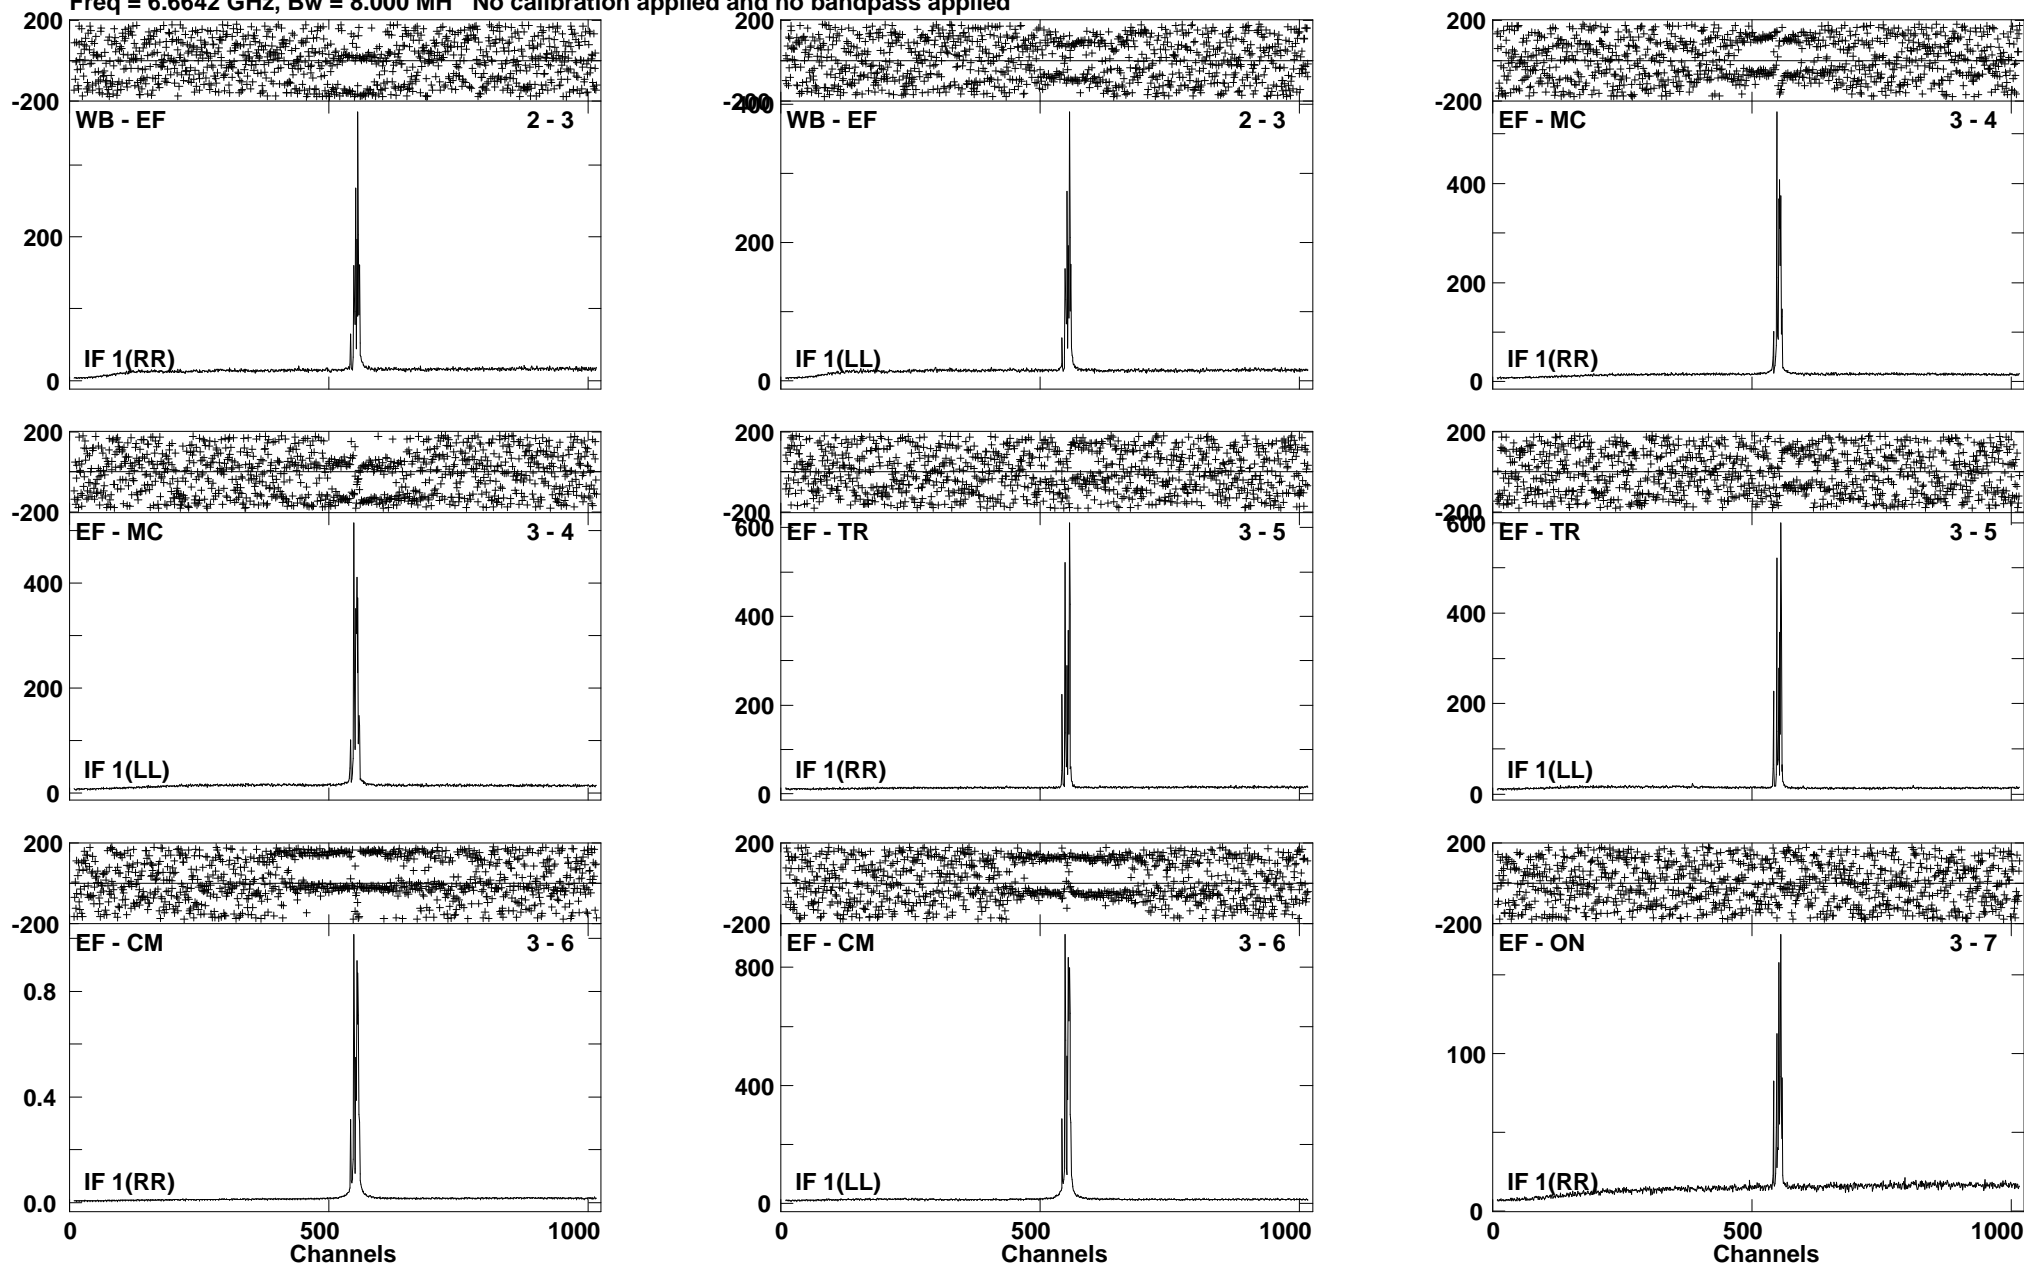 Freq = 6.6642 GHz, Bw = 8.000 MH No calibration applied and no bandpass applied
200 200 200
-200 -200 -200
400
WB - EF 2 - 3 WB - EF 2 - 3 EF - MC 3 - 4
400
200 200
200
IF 1(RR) IF 1(LL) IF 1(RR)
0 0 0
200 200 200
-200 -200 -200
600 600
EF - MC 3 - 4 EF - TR 3 - 5 EF - TR 3 - 5
400 400 400
200 200 200
IF 1(LL) IF 1(RR) IF 1(LL)
0 0 0
200 200 200
-200 -200 -200
EF - CM 3 - 6 EF - CM 3 - 6 EF - ON 3 - 7
0.8 800
100
0.4 400
IF 1(RR) IF 1(LL) IF 1(RR)
0.0 0 0
0 500 1000 0 500 1000 0 500 1000
Channels Channels Channels